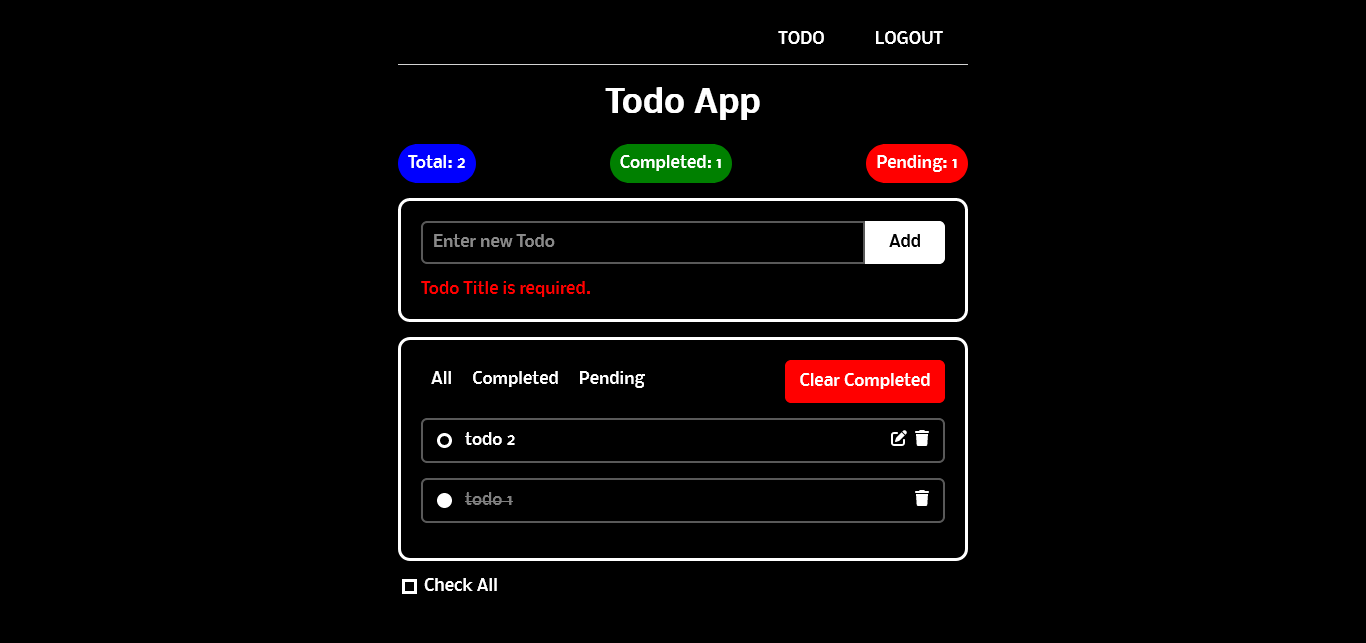 TODO LOGOUT
Todo App
Total: 2 Completed: 1 Pending: 1
Enter new Todo Add
Todo Title is required.
All Completed Pending Clear Completed
todo 2
todo 1
Check All